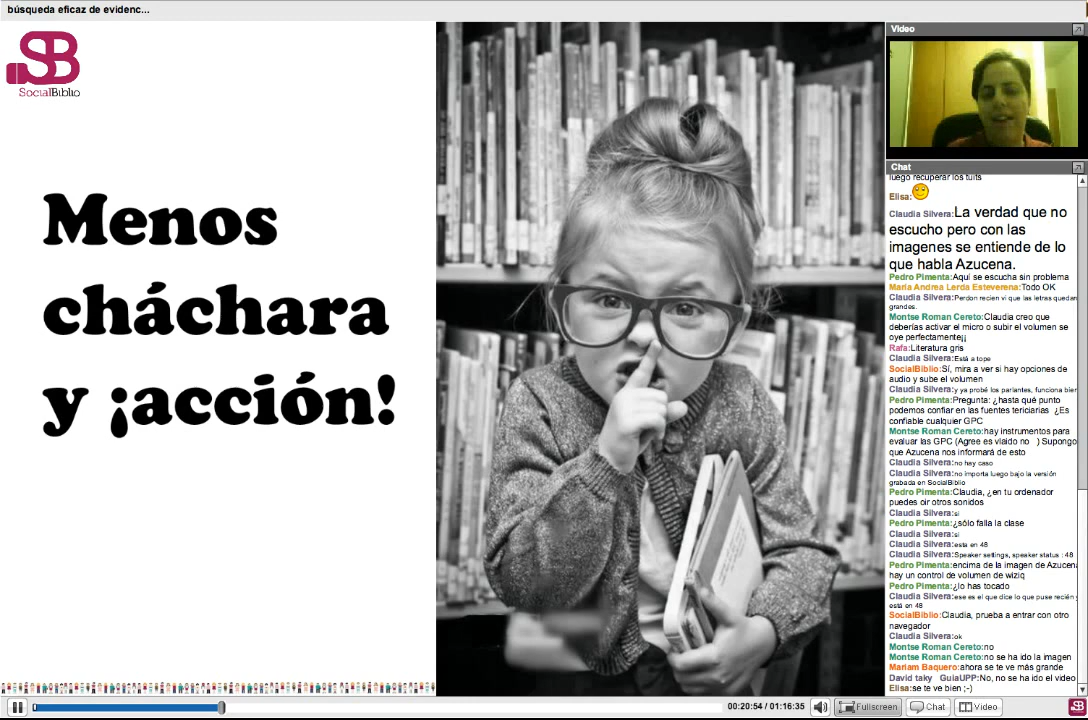 búsqueda eficaz de evidenc...
SB
SocialBiblio
Menos
cháchara
y ¡acción!
Video
Chat
luego recuperar los tuits
Elisa:
Claudia Silvera:La verdad que no
escucho pero con las
imagenes se entiende de lo
que habla Azucena.
Pedro Pimenta:Aquí se escucha sin problema
Maria Andrea Lerda Esteverena:Todo OK
Claudia Silvera:Perdon recien vi que las letras quedan
grandes.
Montse Roman Cereto:Claudia creo que
deberías activar el micro o subir el volumen se
oye perfectamente¡¡
Rafa:Literatura gris
Claudia Silvera:Está a tope
SocialBiblio:Sí, mira a ver si hay opciones de
audio y sube el volumen
Claudia Silvera:y ya probé los parlantes, funciona bien
Pedro Pimenta:Pregunta: ¿hasta qué punto
podemos confiar en las fuentes terciarias ¿Es
confiable cualquier GPC
Montse Roman Cereto:hay instrumentos para
evaluar las GPC (Agree es vlaido no ) Supongo
que Azucena nos informará de esto
Claudia Silvera:no hay caso
Claudia Silvera:no importa luego bajo la versión
grabada en SocialBiblio
Pedro Pimenta:Claudia, ¿en tu ordenador
puedes oir otros sonidos
Claudia Silvera:si
Pedro Pimenta:¿sólo falla la clase
Claudia Silvera:si
Claudia Silvera:esta en 48
Claudia Silvera:Speaker settings, speaker status : 48
Pedro Pimenta:encima de la imagen de Azucena
hay un control de volumen de wiziq
Pedro Pimenta:¿lo has tocado
Claudia Silvera:ese es el que dice lo que puse recién y
está en 48
SocialBiblio:Claudia, prueba a entrar con otro
navegador
Claudia Silvera:ok
Montse Roman Cereto:no
Montse Roman Cereto:no se ha ido la imagen
Mariam Baquero:ahora se te ve más grande
David taky GuiaUPP:No, no se ha ido el video
Elisa:se te ve bien ;-)
00:20:54 / 01:16:35
Fullscreen
Chat
Video
SB